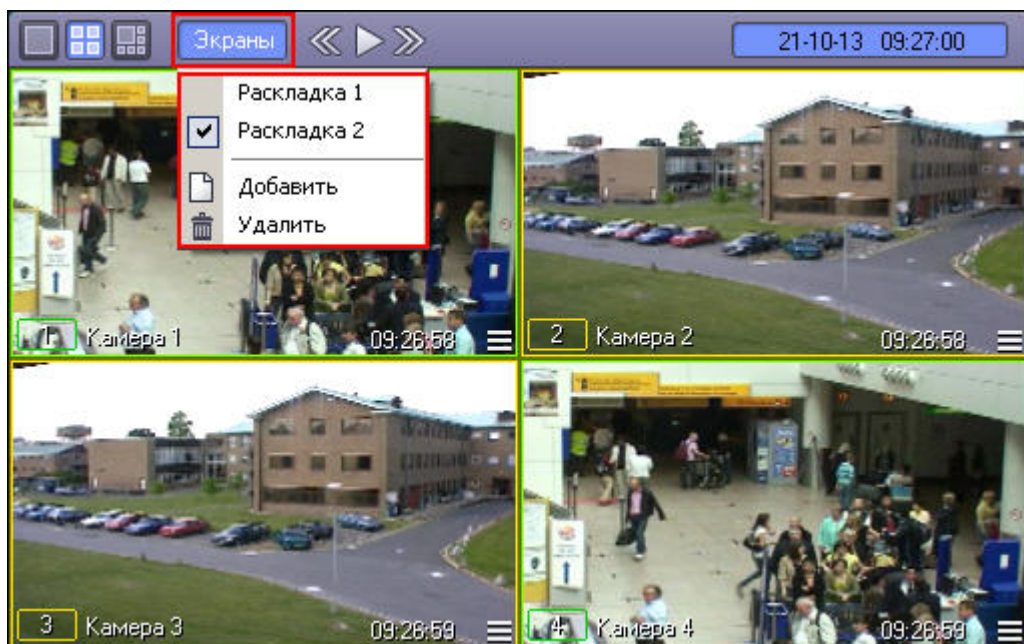 Экраны
21-10-13 09:27:00
Раскладка 1
Раскладка 2
Добавить
Удалить
1 Камера 1 09:26:58
2 Камера 2 09:26:58
3 Камера 3 09:26:59
4 Камера 4 09:26:59